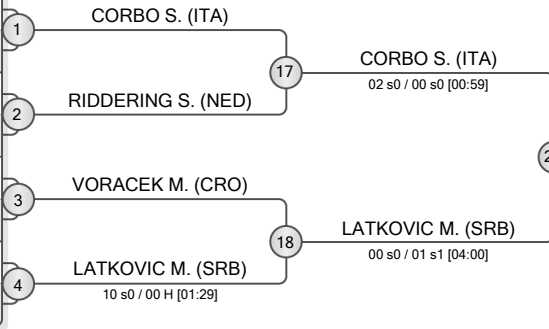 CORBO S. (ITA)
1
17
CORBO S. (ITA)
02 s0 / 00 s0 [00:59]
RIDDERING S. (NED)
2
VORACEK M. (CRO)
3
18
LATKOVIC M. (SRB)
00 s0 / 01 s1 [04:00]
LATKOVIC M. (SRB)
4
10 s0 / 00 H [01:29]